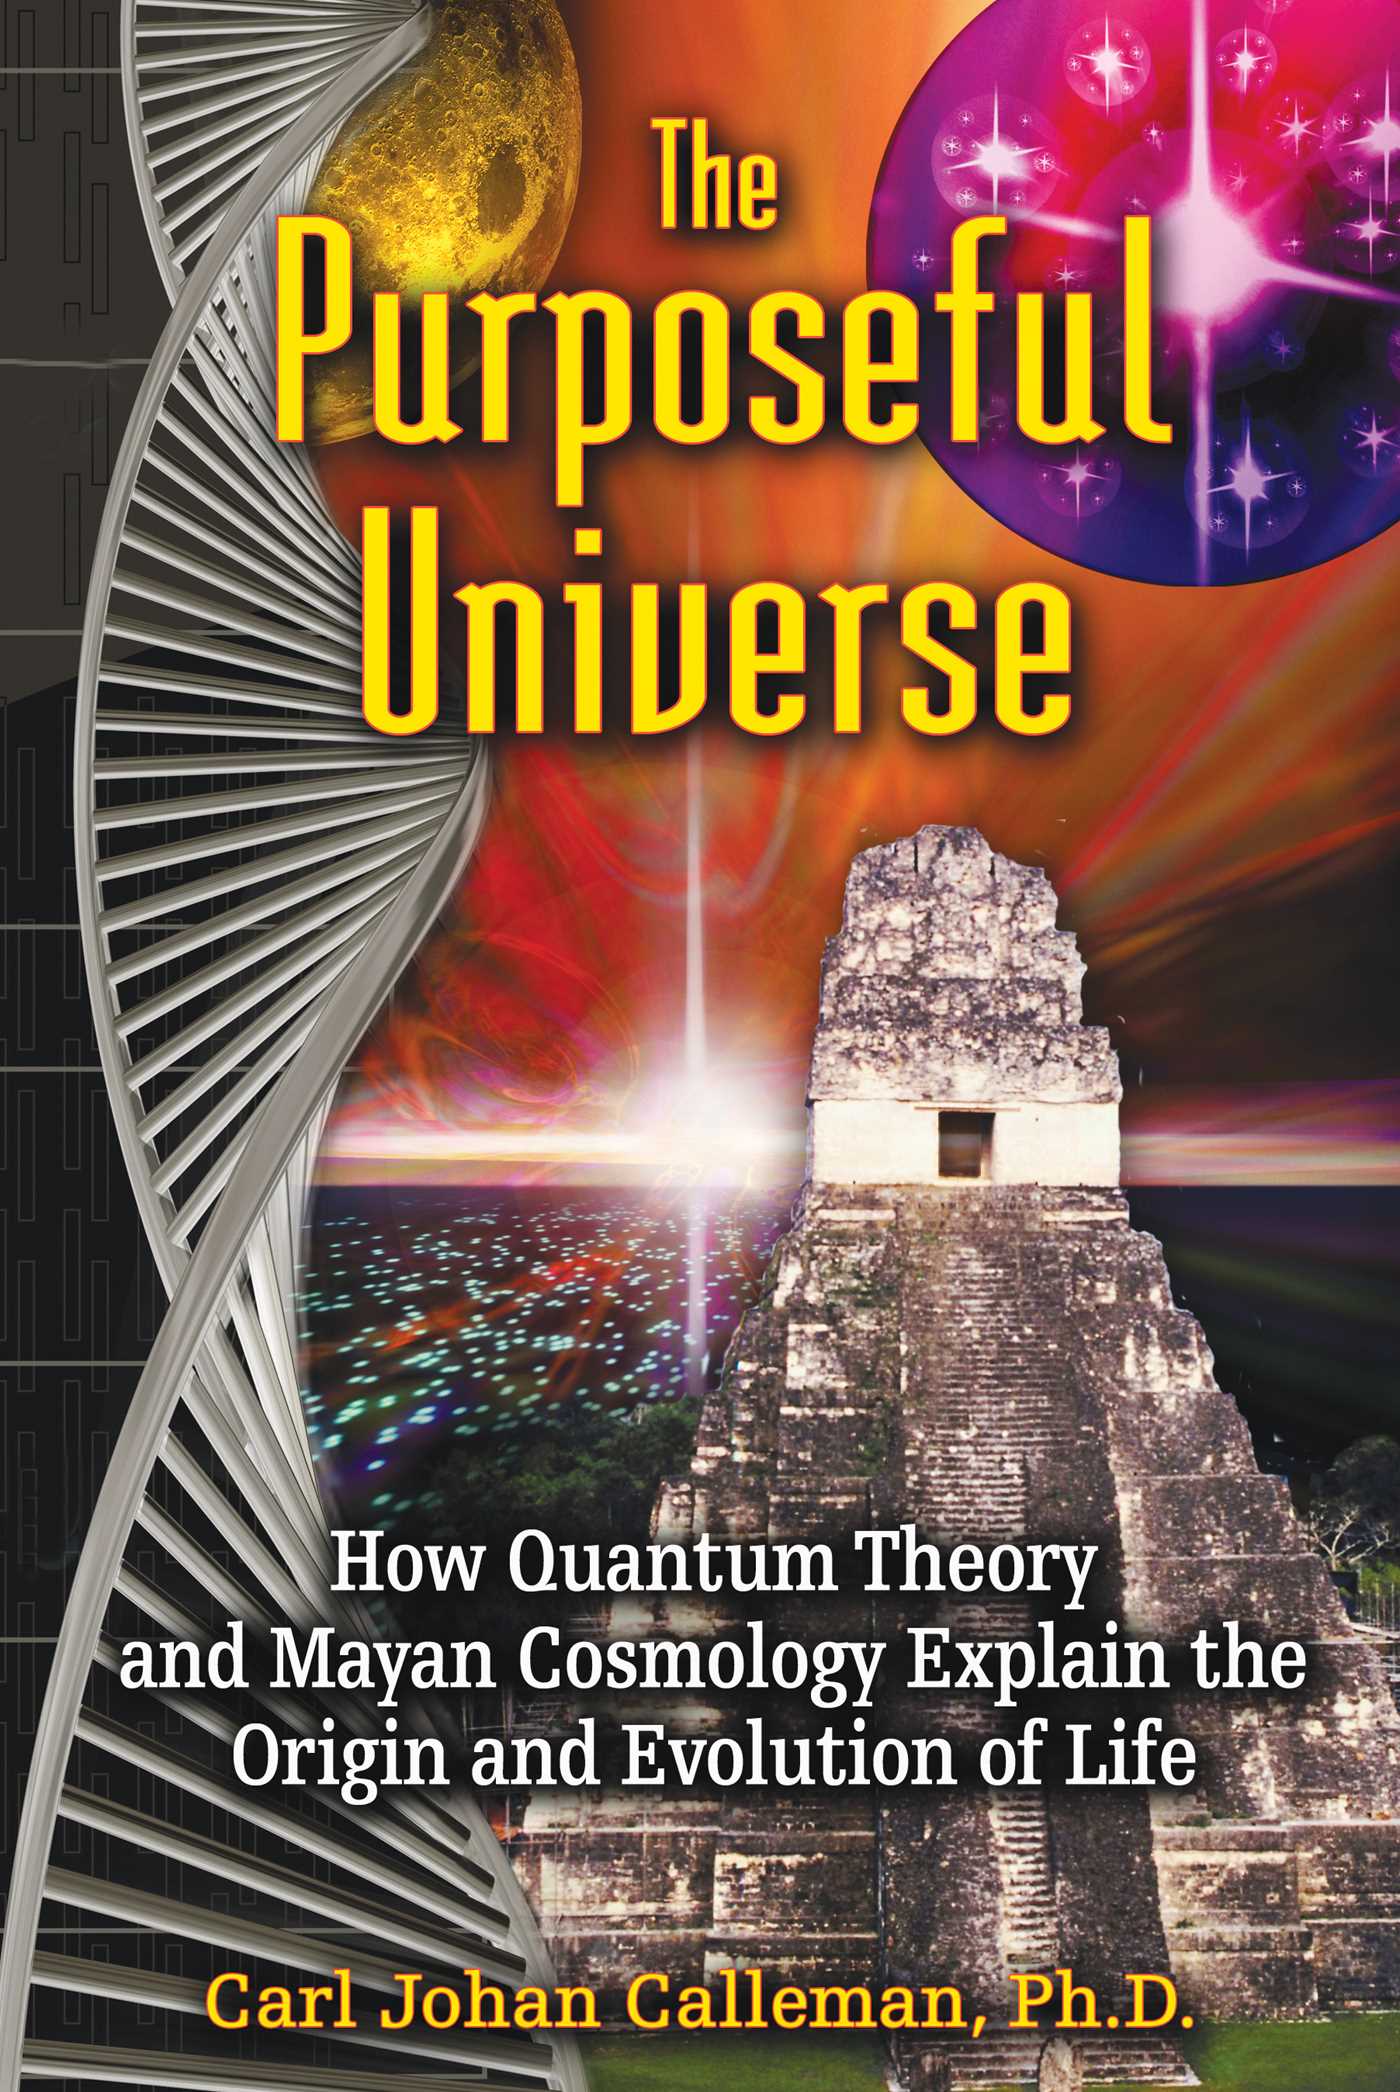 The
Purposeful
Universe
How Quantum Theory
and Mayan Cosmology Explain the
Origin and Evolution of Life
Carl Johan Calleman, Ph.D.